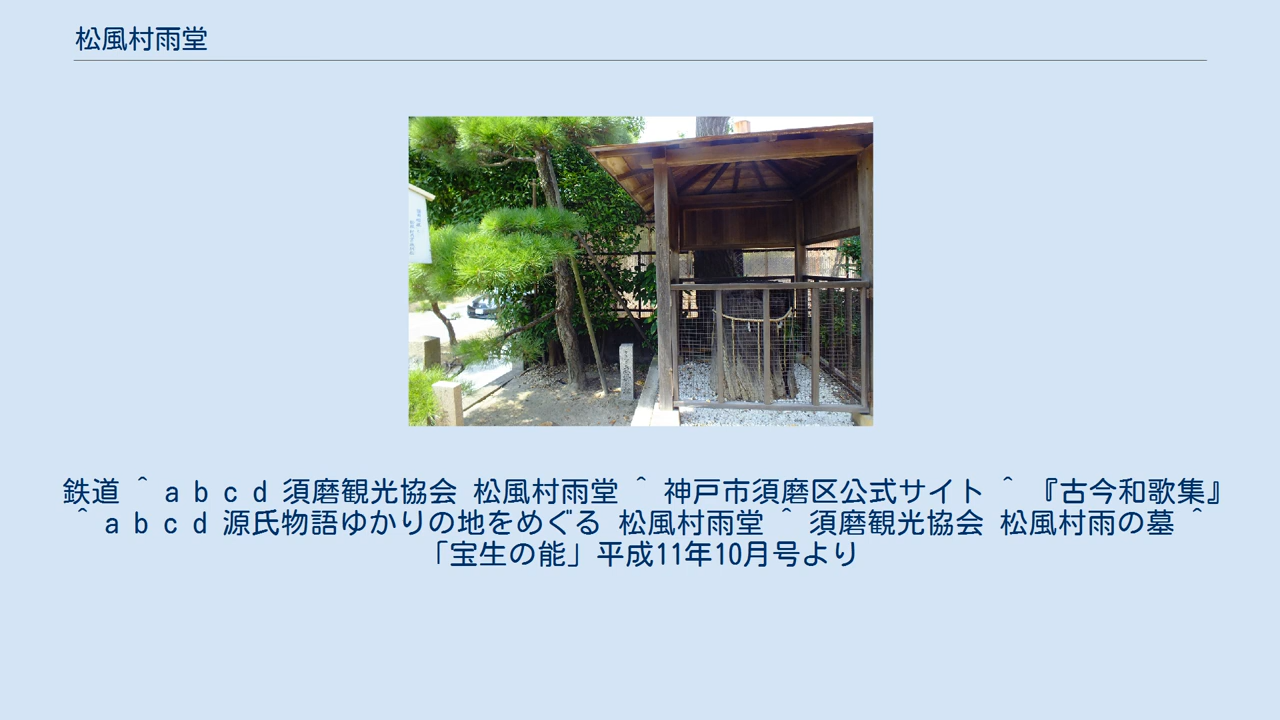 松風村雨堂
鉄道 ^ a b c d 須磨観光協会 松風村雨堂 ^ 神戸市須磨区公式サイト ^ 『古今和歌集』
^ a b c d 源氏物語ゆかりの地をめぐる 松風村雨堂 ^ 須磨観光協会 松風村雨の墓 ^
「宝生の能」平成11年10月号より